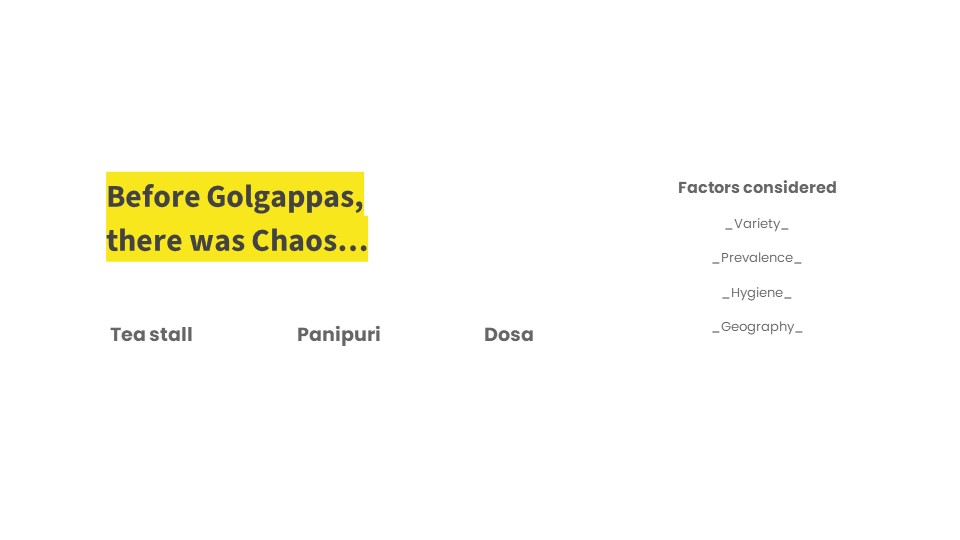 Before Golgappas,
there was Chaos...
Tea stall
Panipuri
Dosa
Factors considered
_Variety_
_Prevalence_
_Hygiene_
_Geography_